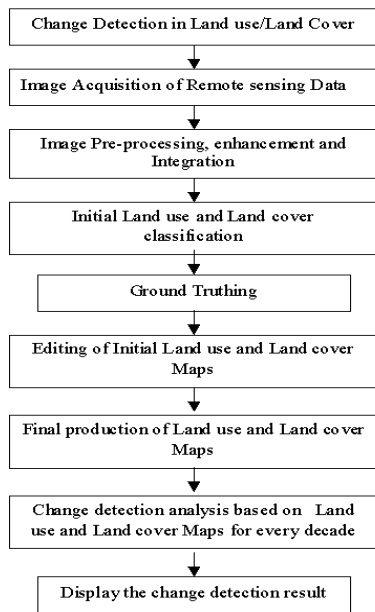 Change Detection in Land use/Land Cover
Image Acquisition of Remote sensing Data
Image Pre-processing, enhancement and
Integration
Initial Land use and Land cover
classification
Ground Truthing
Editing of Initial Land use and Land cover
Maps
Final production of Land use and Land cover
Maps
Change detection analysis based on Land
use and Land cover Maps for every decade
Display the change detection result